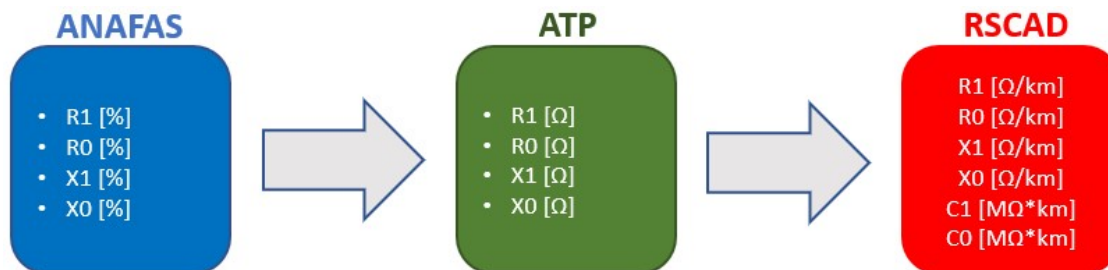 ANAFAS
• R1 [%]
• R0 [%]
• X1 [%]
• X0 [%]
ATP
• R1 [Ω]
• R0 [Ω]
• X1 [Ω]
• X0 [Ω]
RSCAD
R1 [Ω/km]
R0 [Ω/km]
X1 [Ω/km]
X0 [Ω/km]
C1 [MΩ*km]
C0 [MΩ*km]